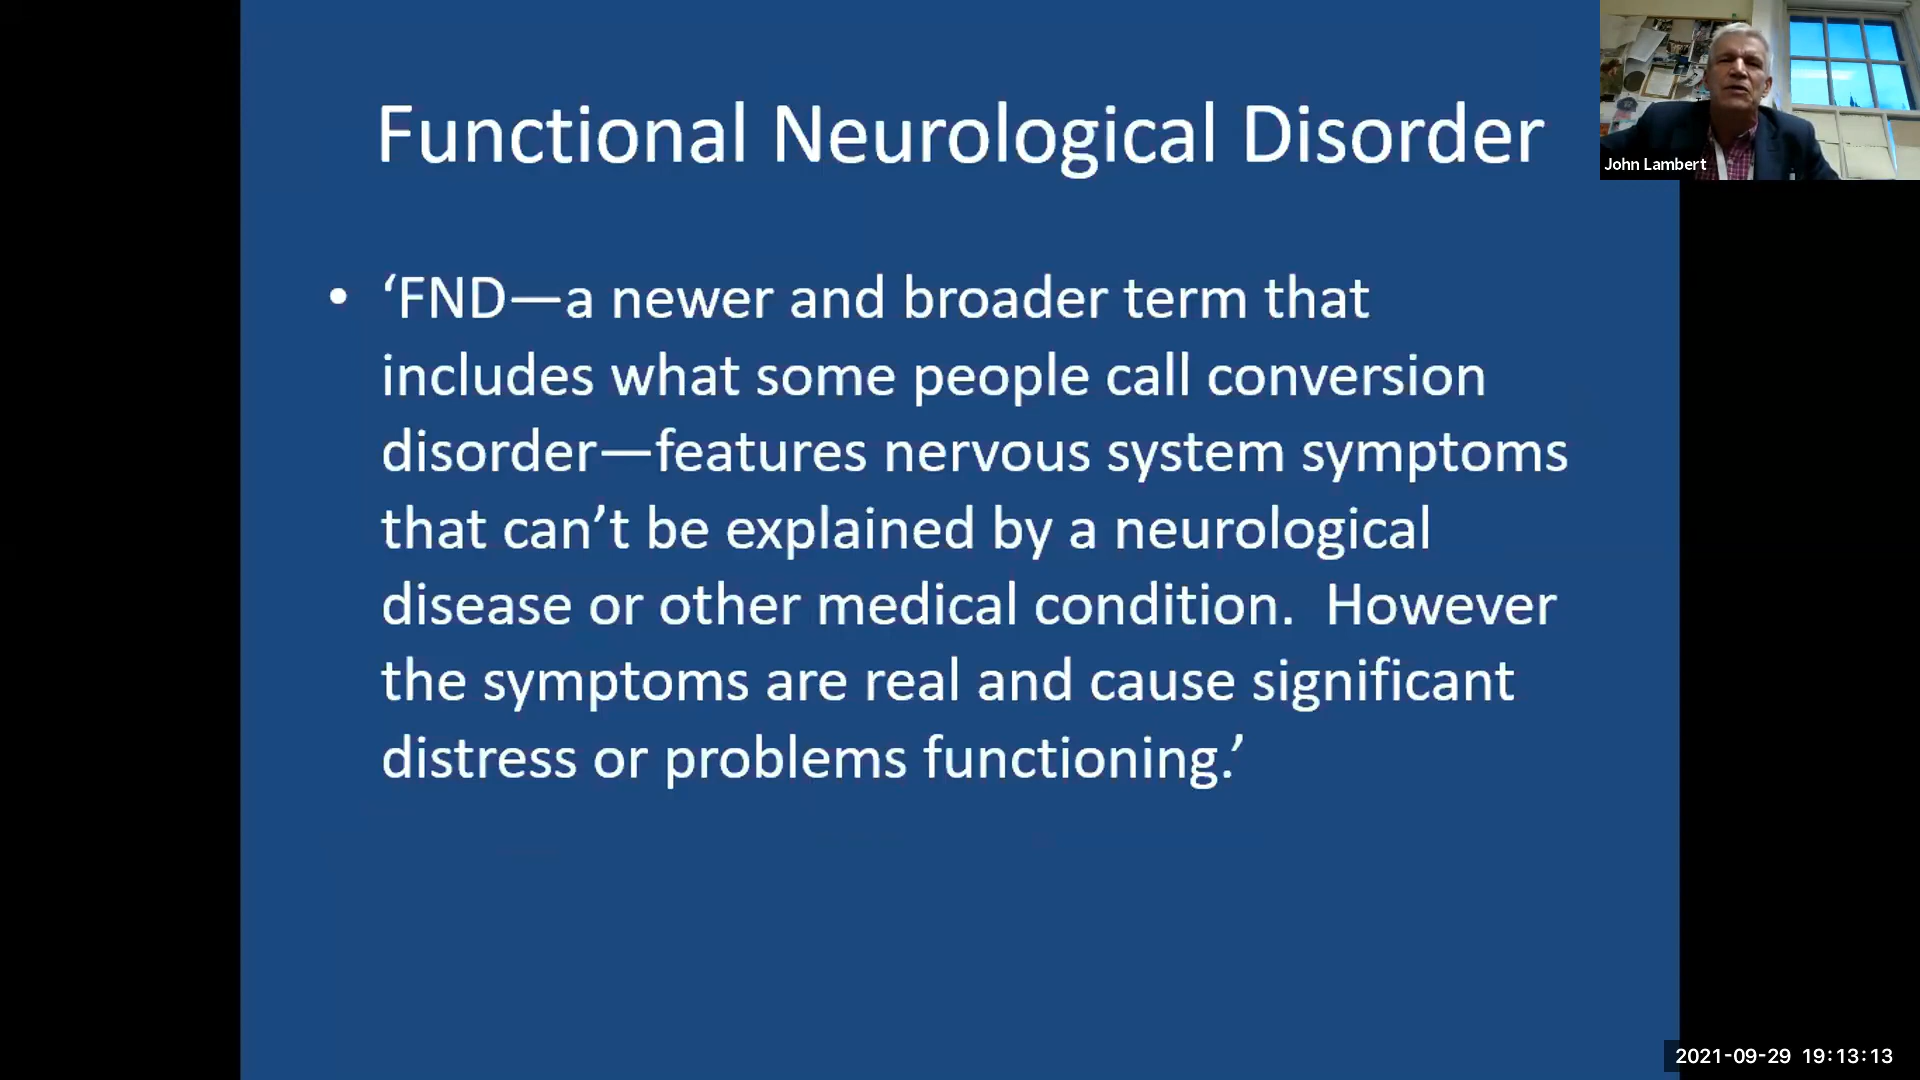 Functional Neurological Disorder
John Lambert
• ‘FND—a newer and broader term that
includes what some people call conversion
disorder—features nervous system symptoms
that can’t be explained by a neurological
disease or other medical condition.  However
the symptoms are real and cause significant
distress or problems functioning.’
2021-09-29 19:13:13